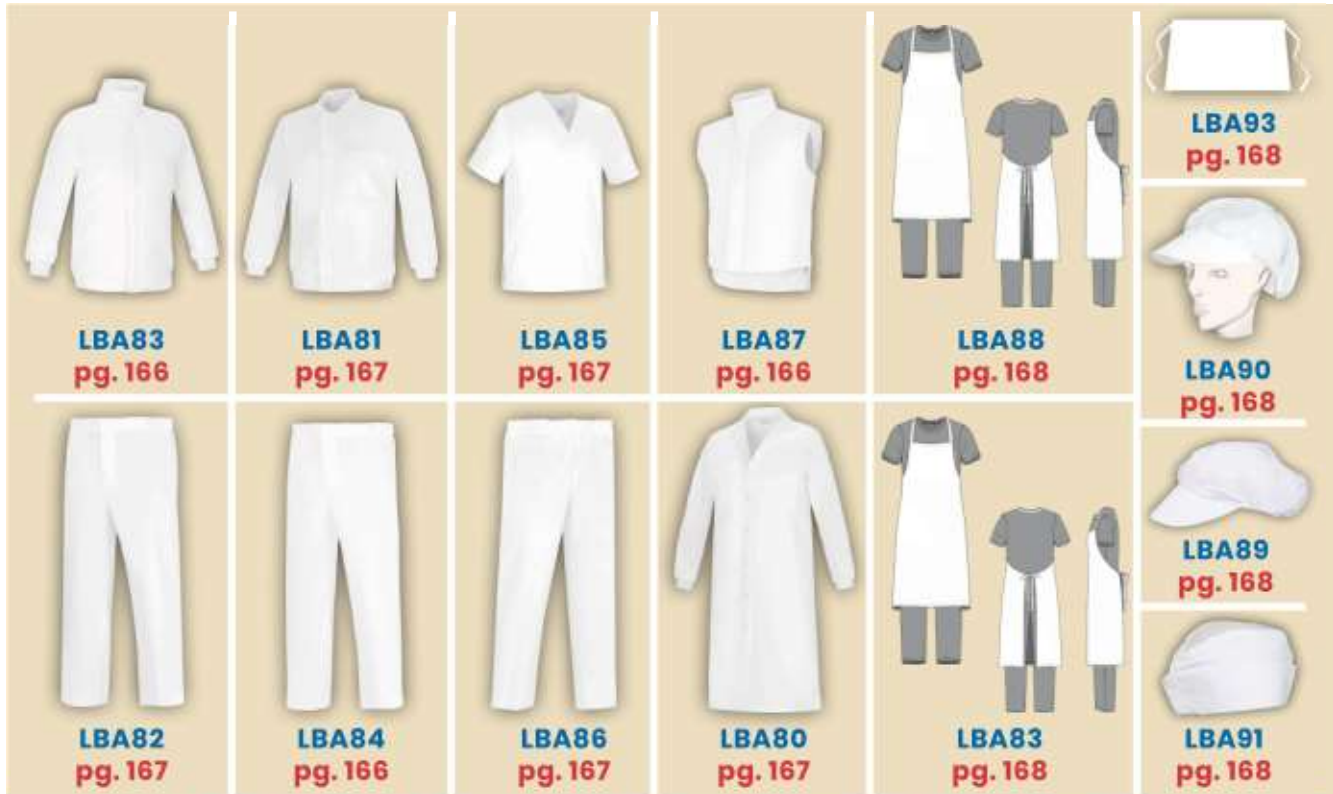 LBA83
pg. 166
LBA81
pg. 167
LBA85
pg. 167
LBA87
pg. 166
LBA88
pg. 168
LBA93
pg. 168
LBA90
pg. 168
LBA82
pg. 167
LBA84
pg. 166
LBA86
pg. 167
LBA80
pg. 167
LBA83
pg. 168
LBA89
pg. 168
LBA91
pg. 168